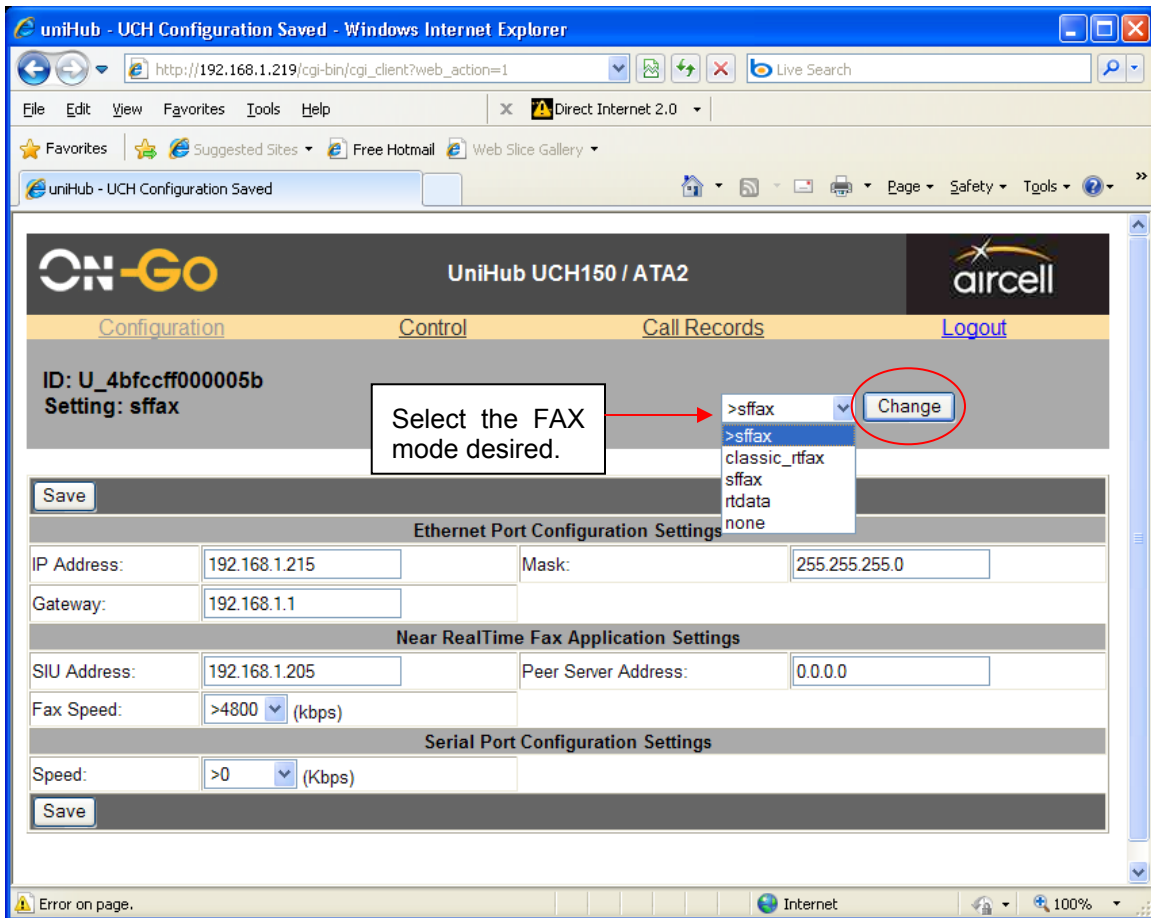 uniHub - UCH Configuration Saved - Windows Internet Explorer
http://192.168.1.219/cgi-bin/cgi_client?web_action=1
Live Search
File Edit View Favorites Tools Help
x Direct Internet 2.0
Favorites Suggested Sites Free Hotmail Web Slice Gallery
uniHub - UCH Configuration Saved
Page Safety Tools »
ON-GO
UniHub UCH150 / ATA2
aircell
Configuration Control Call Records Logout
ID: U_4bfccff000005b
Setting: sffax
Select the FAX
mode desired.
>sffax Change
>sffax
classic_rtfax
sffax
rtdata
none
Save
Ethernet Port Configuration Settings
IP Address: 192.168.1.215 Mask: 255.255.255.0
Gateway: 192.168.1.1
Near RealTime Fax Application Settings
SIU Address: 192.168.1.205 Peer Server Address: 0.0.0.0
Fax Speed: >4800 (kbps)
Serial Port Configuration Settings
Speed: >0 (Kbps)
Save
Error on page. Internet 100%